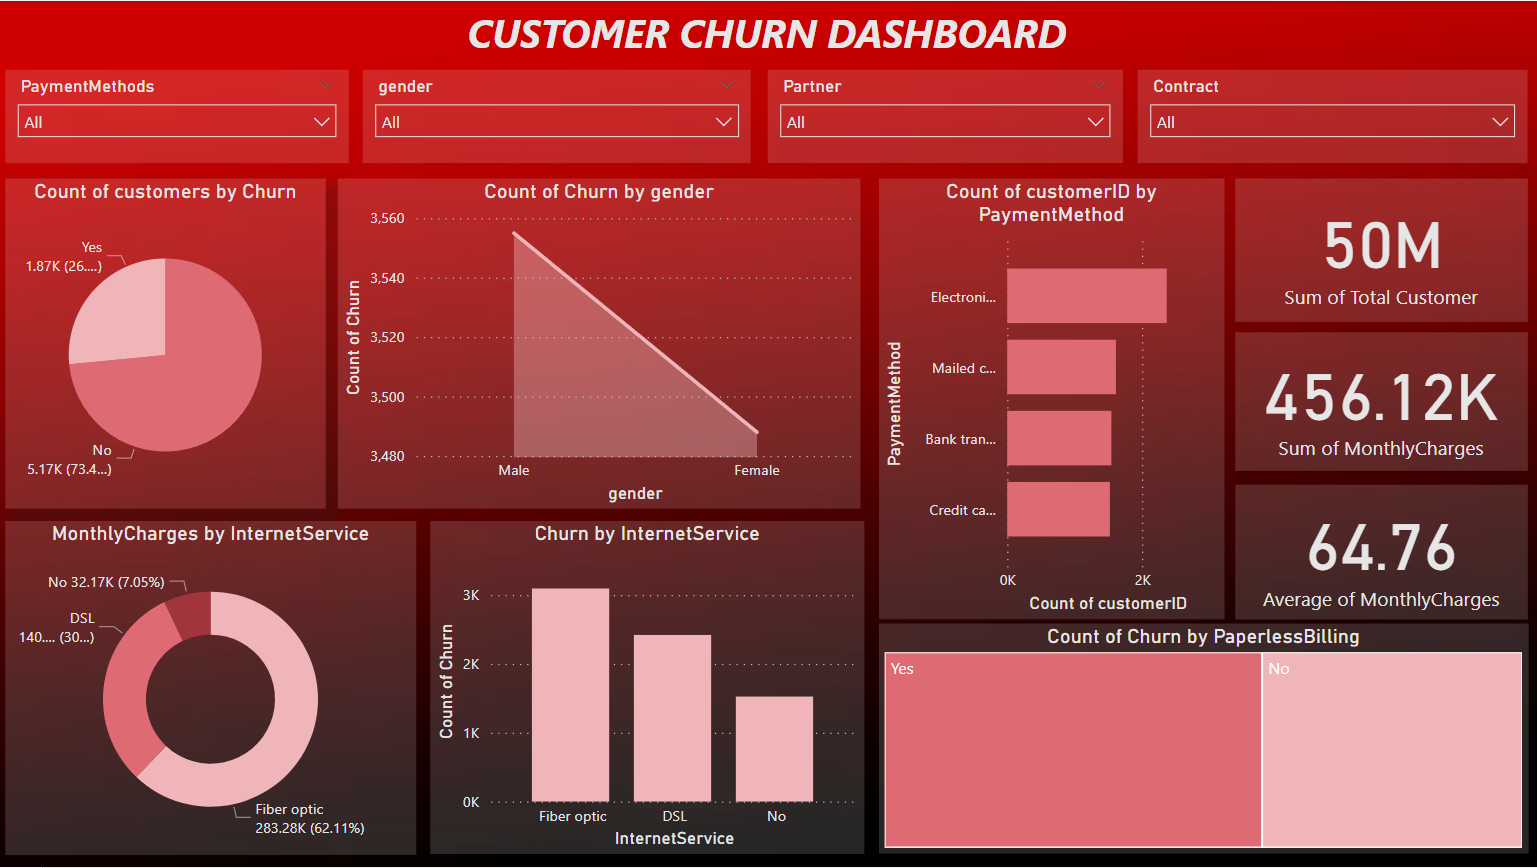 CUSTOMER CHURN DASHBOARD
PaymentMethods
All
gender
All
Partner
All
Contract
All
Count of customers by Churn
Yes
1.87K (26....)
No
5.17K (73.4...)
Count of Churn by gender
Count of Churn
3,560
3,540
3,520
3,500
3,480
Male
Female
gender
Count of customerID by
PaymentMethod
PaymentMethod
Electroni...
Mailed c...
Bank tran...
Credit ca...
0K
2K
Count of customerID
50M
Sum of Total Customer
456.12K
Sum of MonthlyCharges
64.76
Average of MonthlyCharges
MonthlyCharges by InternetService
No 32.17K (7.05%)
DSL
140.... (30...)
Fiber optic
283.28K (62.11%)
Churn by InternetService
Count of Churn
3K
2K
1K
0K
Fiber optic
DSL
No
InternetService
Count of Churn by PaperlessBilling
Yes
No